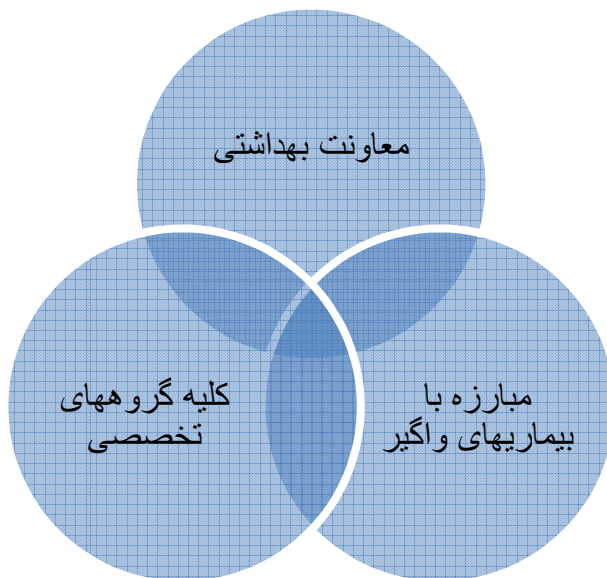 معاونت بهداشتی
مبارزه با
بیماریهای واگیر
کلیه گروههای
تخصصی